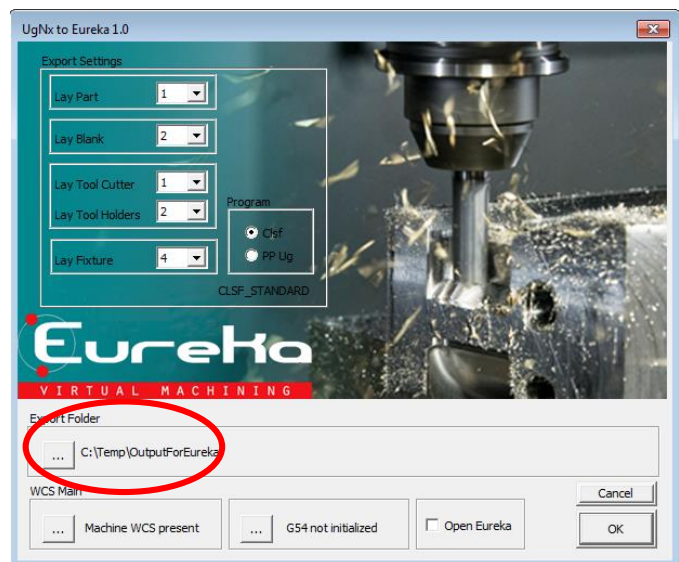 UgNx to Eureka 1.0
Export Settings
Lay Part 1
Lay Blank 2
Lay Tool Cutter 1
Lay Tool Holders 2
Program
Clsf
PP Ug
Lay Fixture 4
CLSF_STANDARD
EureKa
VIRTUAL MACHINING
Export Folder
... C:\Temp\OutputForEureka
WCS Main
Cancel
... Machine WCS present
... G54 not initialized
Open Eureka
OK